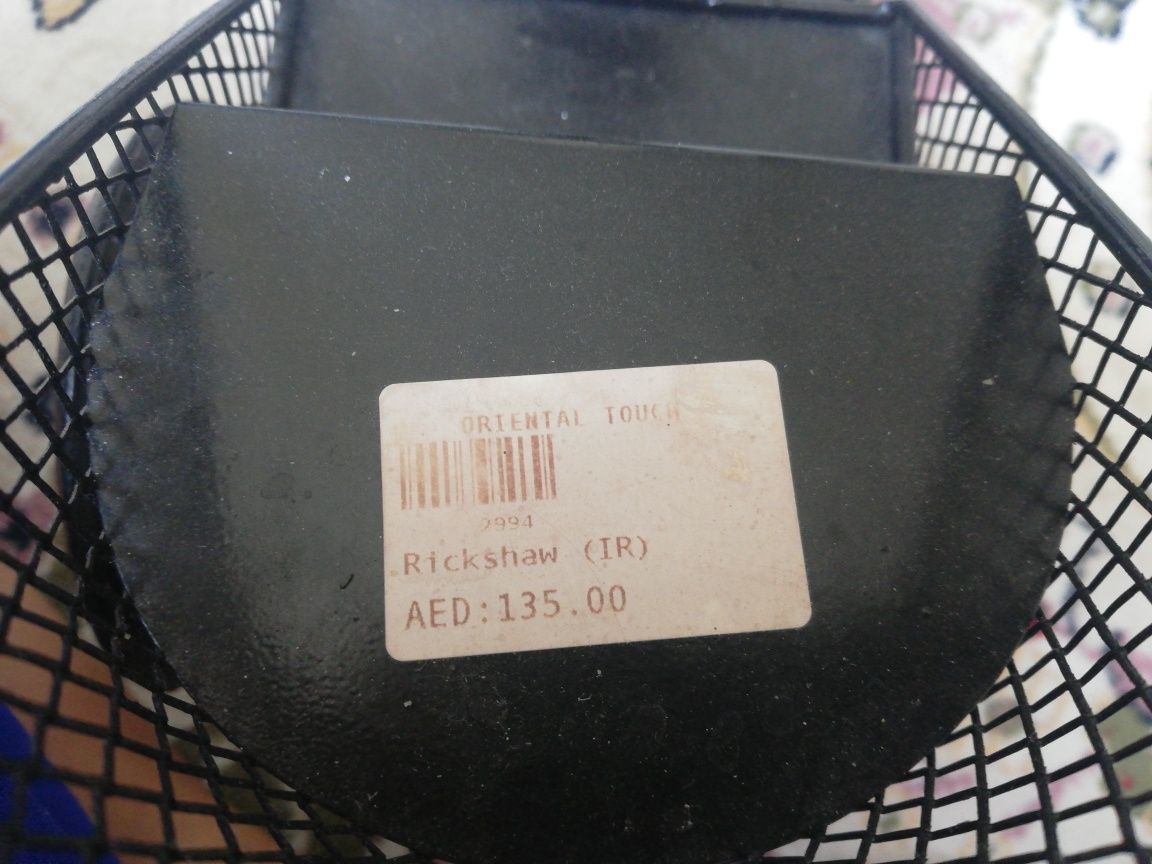 ORIENTAL TOUCH
2994
Rickshaw (IR)
AED:135.00